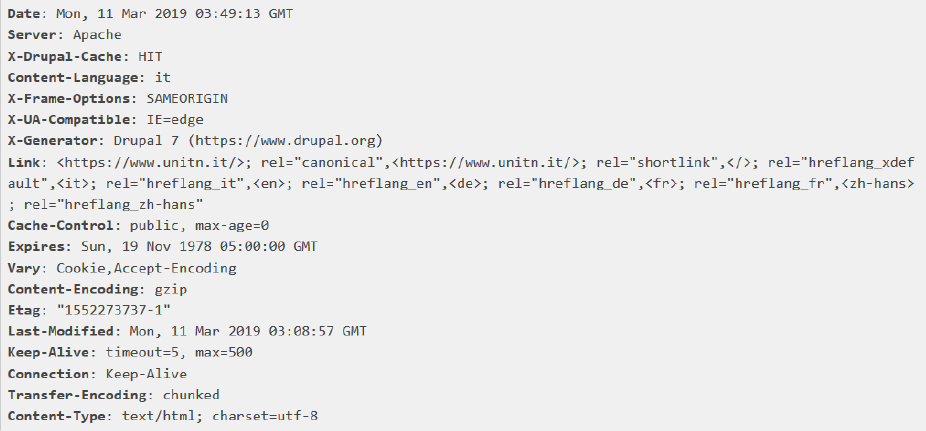 Date: Mon, 11 Mar 2019 03:49:13 GMT
Server: Apache
X-Drupal-Cache: HIT
Content-Language: it
X-Frame-Options: SAMEORIGIN
X-UA-Compatible: IE=edge
X-Generator: Drupal 7 (https://www.drupal.org)
Link: <https://www.unitn.it/>; rel="canonical",<https://www.unitn.it/>; rel="shortlink",</>; rel="hreflang_xdef
ault",<it>; rel="hreflang_it",<en>; rel="hreflang_en",<de>; rel="hreflang_de",<fr>; rel="hreflang_fr",<zh-hans>
; rel="hreflang_zh-hans"
Cache-Control: public, max-age=0
Expires: Sun, 19 Nov 1978 05:00:00 GMT
Vary: Cookie,Accept-Encoding
Content-Encoding: gzip
Etag: "1552273737-1"
Last-Modified: Mon, 11 Mar 2019 03:08:57 GMT
Keep-Alive: timeout=5, max=500
Connection: Keep-Alive
Transfer-Encoding: chunked
Content-Type: text/html; charset=utf-8